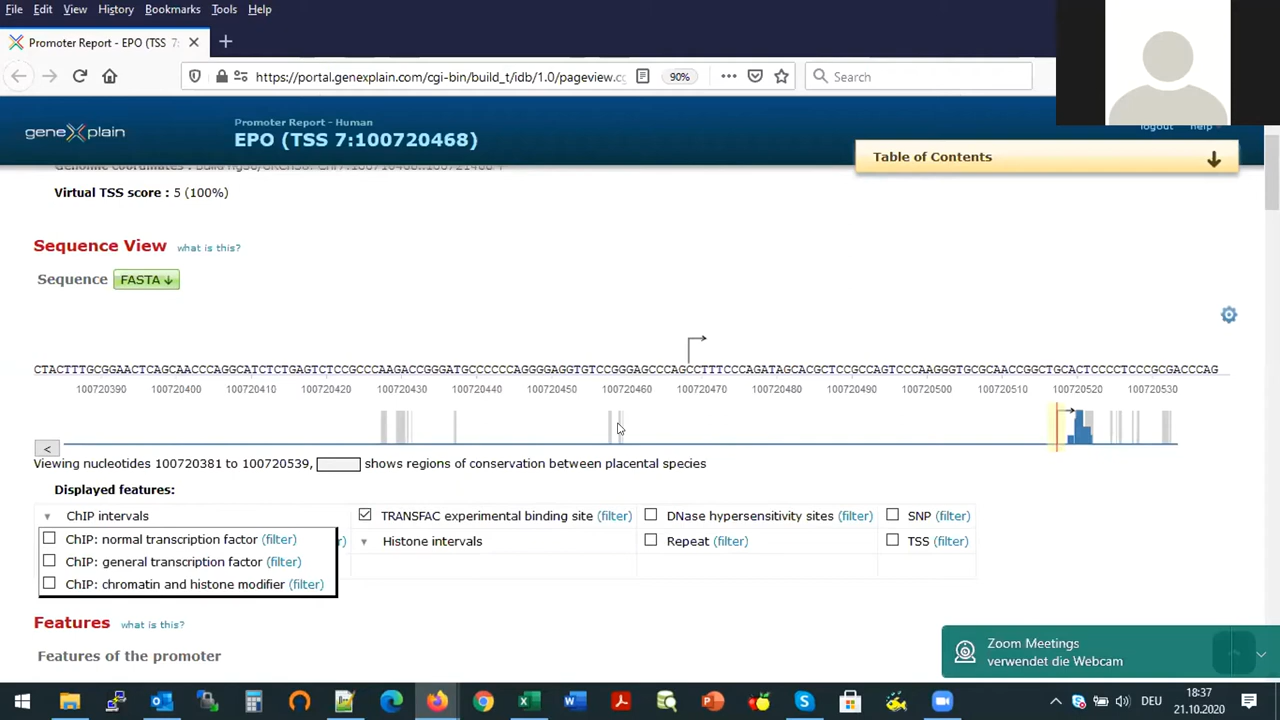 File Edit View History Bookmarks Tools Help
Promoter Report - EPO (TSS 7:
https://portal.genexplain.com/cgi-bin/build_t/idb/1.0/pageview.c
90%
Search
geneXplain
Promoter Report - Human
EPO (TSS 7:100720468)
logout help
Table of Contents
Virtual TSS score : 5 (100%)
Sequence View what is this?
Sequence FASTA
CTACTTTGCGGAACTCAGCAACCCAGGCATCTCTGAGTCTCCGCCCAAGACCGGGATGCCCCCCAGGGGAGGTGTCCGGGAGCCCAGCCTTTCCCAGATAGCACGCTCCGCCAGTCCCAAGGGTGCGCAACCGGCTGCACTCCCCTCCCGCGACCCAG
100720390 100720400 100720410 100720420 100720430 100720440 100720450 100720460 100720470 100720480 100720490 100720500 100720510 100720520 100720530
<
Viewing nucleotides 100720381 to 100720539, shows regions of conservation between placental species
Displayed features:
ChIP intervals TRANSFAC experimental binding site (filter) DNase hypersensitivity sites (filter) SNP (filter)
ChIP: normal transcription factor (filter) Histone intervals Repeat (filter) TSS (filter)
ChIP: general transcription factor (filter)
ChIP: chromatin and histone modifier (filter)
Features what is this?
Features of the promoter
Zoom Meetings
verwendet die Webcam
DEU
18:37
21.10.2020